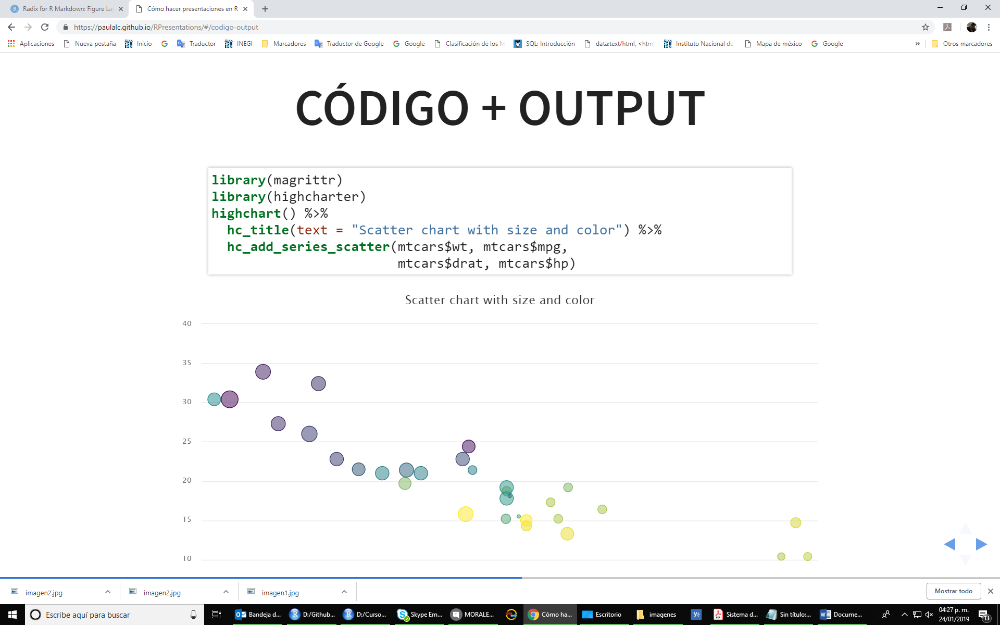 Radix for R Markdown: Figure La
Cómo hacer presentaciones en R
https://paulalc.github.io/RPresentations/#/codigo-output
Aplicaciones Nueva pestaña Inicio Traductor INEGI Marcadores Traductor de Google Google Clasificación de los M SQL: Introducción data:text/html, <html Instituto Nacional de Mapa de méxico Google » Otros marcadores
CÓDIGO + OUTPUT
library(magrittr)
library(highcharter)
highchart() %>%
hc_title(text = "Scatter chart with size and color") %>%
hc_add_series_scatter(mtcars$wt, mtcars$mpg,
mtcars$drat, mtcars$hp)
Scatter chart with size and color
40
35
30
25
20
15
10
imagen2.jpg imagen2.jpg imagen1.jpg Mostrar todo
Escribe aquí para buscar Bandeja d... D:/Github... D:/Curso... Skype Em... MORALE... Cómo ha... Escritorio imagenes Sistema d... Sin título:... Docume... 04:27 p. m.
24/01/2019 13